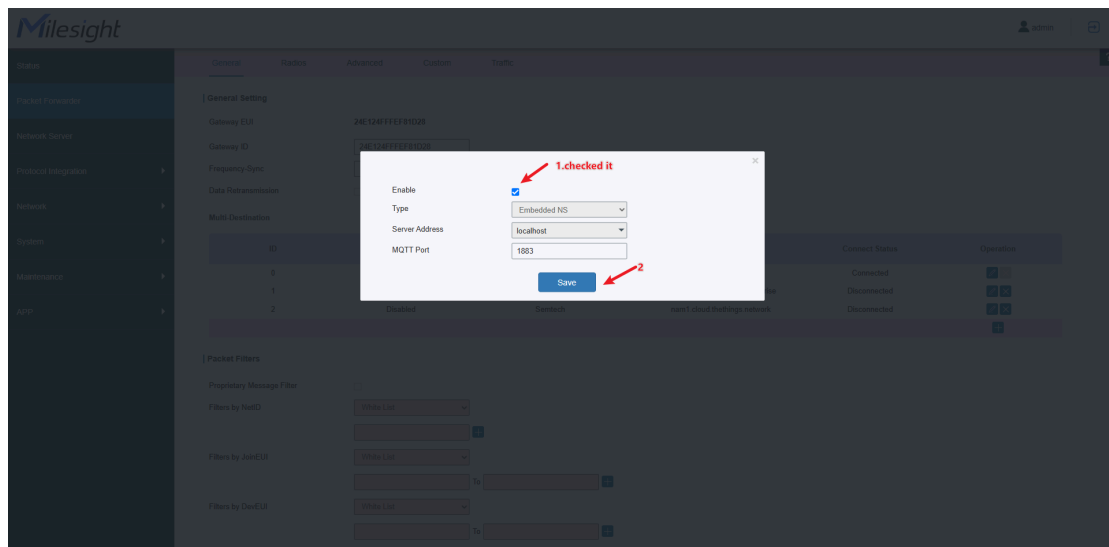 Milesight
admin
Status
General Radios Advanced Custom Traffic
Packet Forwarder
General Setting
Gateway EUI 24E124FFFEF81D28
Network Server
Gateway ID 24E124FFFEF81D28
1.checked it
Protocol Integration
Frequency-Sync
Enable
Data Retransmission
Network
Type Embedded NS
Multi-Destination
Server Address localhost
System
ID Connect Status Operation
MQTT Port 1883
Maintenance
0 Connected
Save 2
1 Disconnected
APP
2 Disabled Semtech nam1.cloud.thethings.network Disconnected
Packet Filters
Proprietary Message Filter
Filters by NetID White List
Filters by JoinEUI White List
To
Filters by DevEUI White List
To